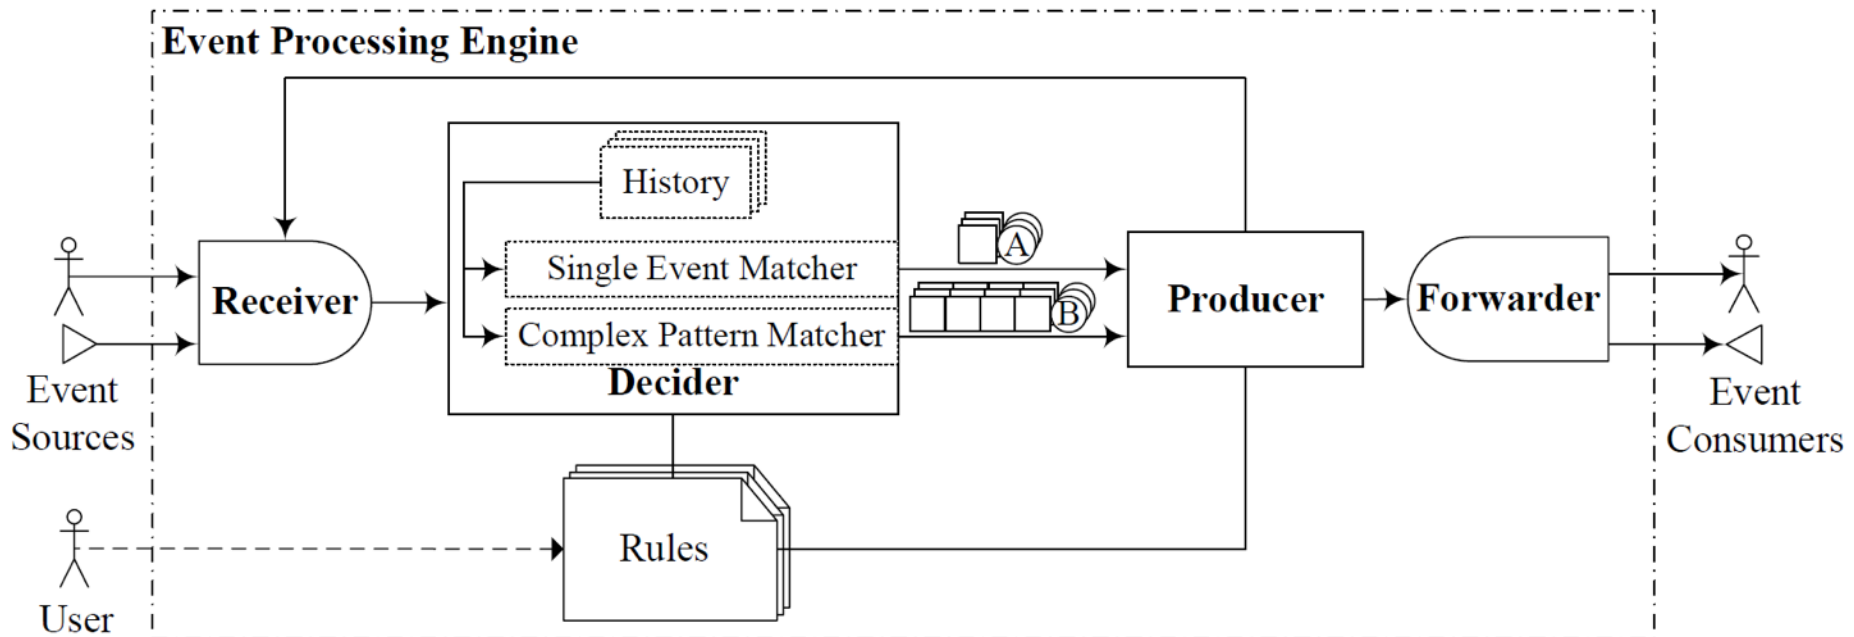 Event Processing Engine
History
A
Single Event Matcher
B
Complex Pattern Matcher
Decider
Receiver
Producer
Forwarder
Event
Sources
Event
Consumers
Rules
User